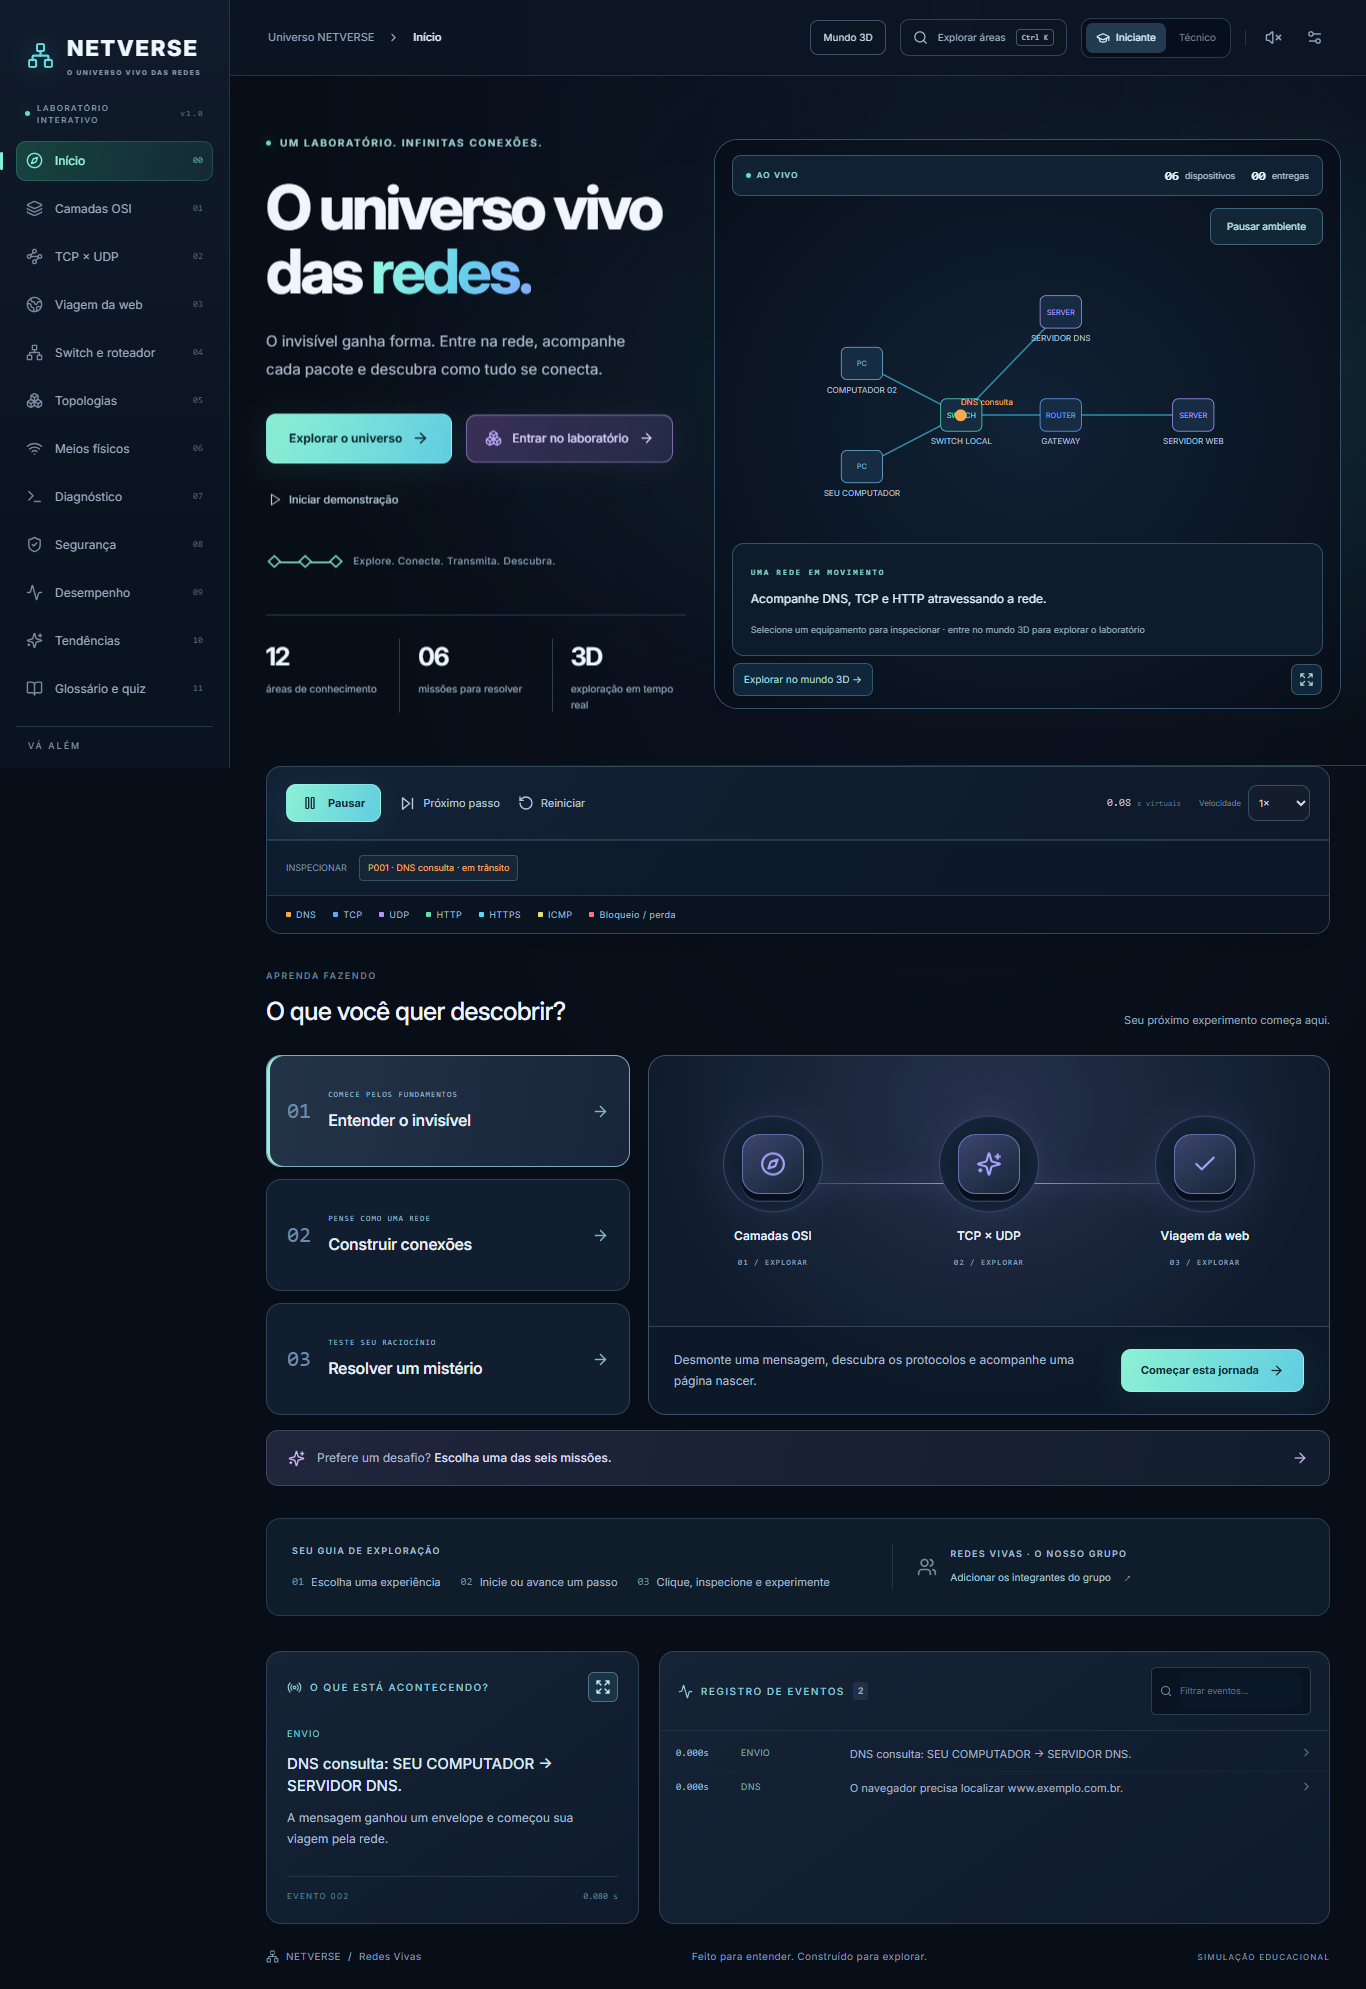 NETVERSE
O UNIVERSO VIVO DAS REDES
LABORATÓRIO
INTERATIVO
v1.0
Início 00
Camadas OSI 01
TCP × UDP 02
Viagem da web 03
Switch e roteador 04
Topologias 05
Meios físicos 06
Diagnóstico 07
Segurança 08
Desempenho 09
Tendências 10
Glossário e quiz 11
VÁ ALÉM
Universo NETVERSE > Início
Mundo 3D
Explorar áreas Ctrl K
Iniciante Técnico
UM LABORATÓRIO. INFINITAS CONEXÕES.
O universo vivo
das redes.
O invisível ganha forma. Entre na rede, acompanhe
cada pacote e descubra como tudo se conecta.
Explorar o universo →
Entrar no laboratório →
Iniciar demonstração
Explore. Conecte. Transmita. Descubra.
12
áreas de conhecimento
06
missões para resolver
3D
exploração em tempo
real
AO VIVO
06 dispositivos 00 entregas
Pausar ambiente
SERVER
SERVIDOR DNS
PC
COMPUTADOR 02
DNS consulta
SWITCH
SWITCH LOCAL
ROUTER
GATEWAY
SERVER
SERVIDOR WEB
PC
SEU COMPUTADOR
UMA REDE EM MOVIMENTO
Acompanhe DNS, TCP e HTTP atravessando a rede.
Selecione um equipamento para inspecionar · entre no mundo 3D para explorar o laboratório
Explorar no mundo 3D →
Pausar
Próximo passo
Reiniciar
0.08 s virtuais
Velocidade 1×
INSPECIONAR P001 · DNS consulta · em trânsito
DNS TCP UDP HTTP HTTPS ICMP Bloqueio / perda
APRENDA FAZENDO
O que você quer descobrir?
Seu próximo experimento começa aqui.
01
COMECE PELOS FUNDAMENTOS
Entender o invisível
→
02
PENSE COMO UMA REDE
Construir conexões
→
03
TESTE SEU RACIOCÍNIO
Resolver um mistério
→
Camadas OSI
01 / EXPLORAR
TCP × UDP
02 / EXPLORAR
Viagem da web
03 / EXPLORAR
Desmonte uma mensagem, descubra os protocolos e acompanhe uma
página nascer.
Começar esta jornada →
Prefere um desafio? Escolha uma das seis missões. →
SEU GUIA DE EXPLORAÇÃO
01 Escolha uma experiência 02 Inicie ou avance um passo 03 Clique, inspecione e experimente
REDES VIVAS · O NOSSO GRUPO
Adicionar os integrantes do grupo ↗
O QUE ESTÁ ACONTECENDO?
ENVIO
DNS consulta: SEU COMPUTADOR →
SERVIDOR DNS.
A mensagem ganhou um envelope e começou sua
viagem pela rede.
EVENTO 002 0.080 s
REGISTRO DE EVENTOS 2
Filtrar eventos...
0.000s ENVIO DNS consulta: SEU COMPUTADOR → SERVIDOR DNS.
0.000s DNS O navegador precisa localizar www.exemplo.com.br.
NETVERSE / Redes Vivas
Feito para entender. Construído para explorar.
SIMULAÇÃO EDUCACIONAL